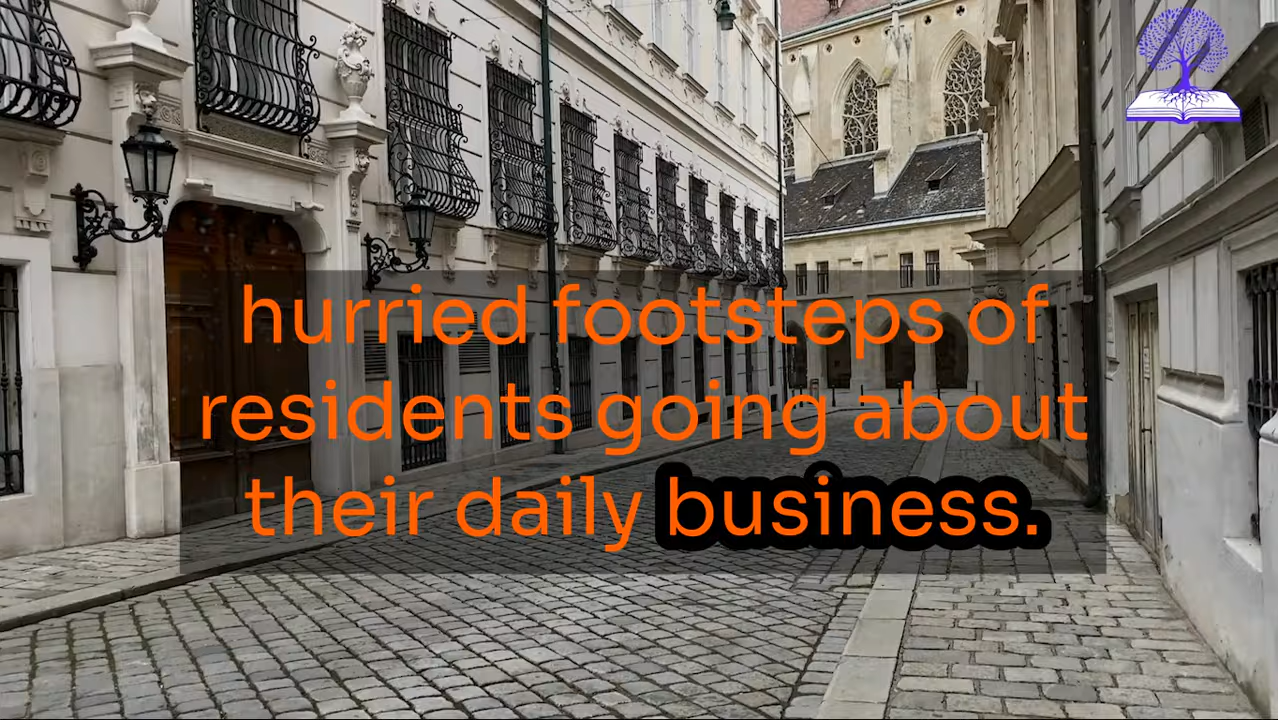 hurried footsteps of
residents going about
their daily business.